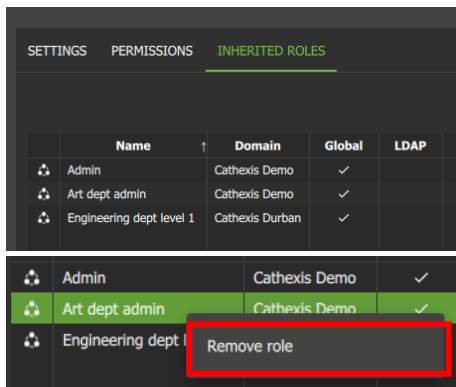 SETTINGS PERMISSIONS INHERITED ROLES
Name ↑ Domain Global LDAP
Admin Cathexis Demo ✓
Art dept admin Cathexis Demo ✓
Engineering dept level 1 Cathexis Durban ✓
Admin Cathexis Demo ✓
Art dept admin Cathexis Demo ✓
Engineering dept
Remove role